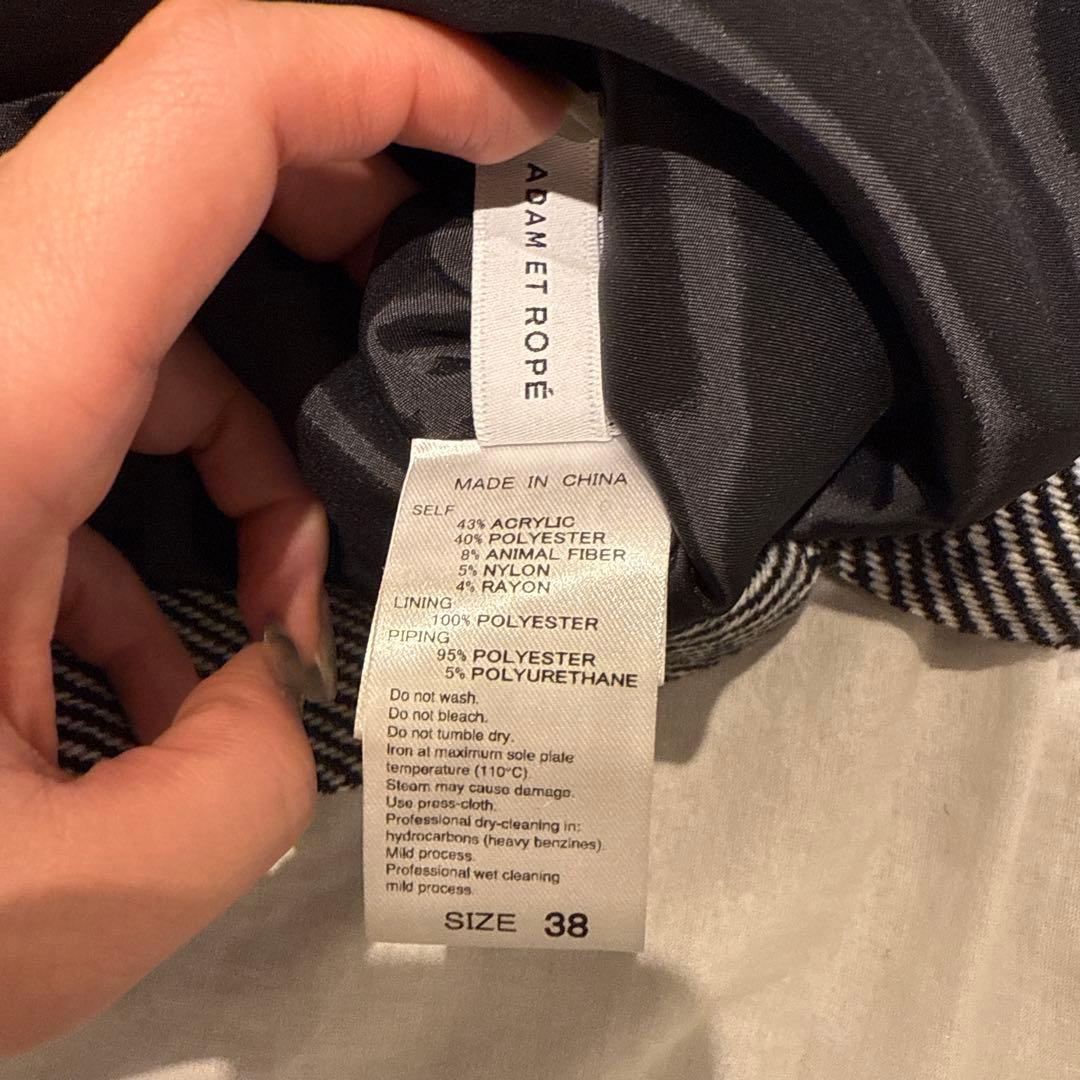 ADAM ET ROPÉ
MADE IN CHINA
SELF
43% ACRYLIC
40% POLYESTER
8% ANIMAL FIBER
5% NYLON
4% RAYON
LINING
100% POLYESTER
PIPING
95% POLYESTER
5% POLYURETHANE
Do not wash.
Do not bleach.
Do not tumble dry.
Iron at maximum sole plate
temperature (110°C).
Steam may cause damage.
Use press-cloth.
Professional dry-cleaning in:
hydrocarbons (heavy benzines).
Mild process.
Professional wet cleaning
mild process.
SIZE 38